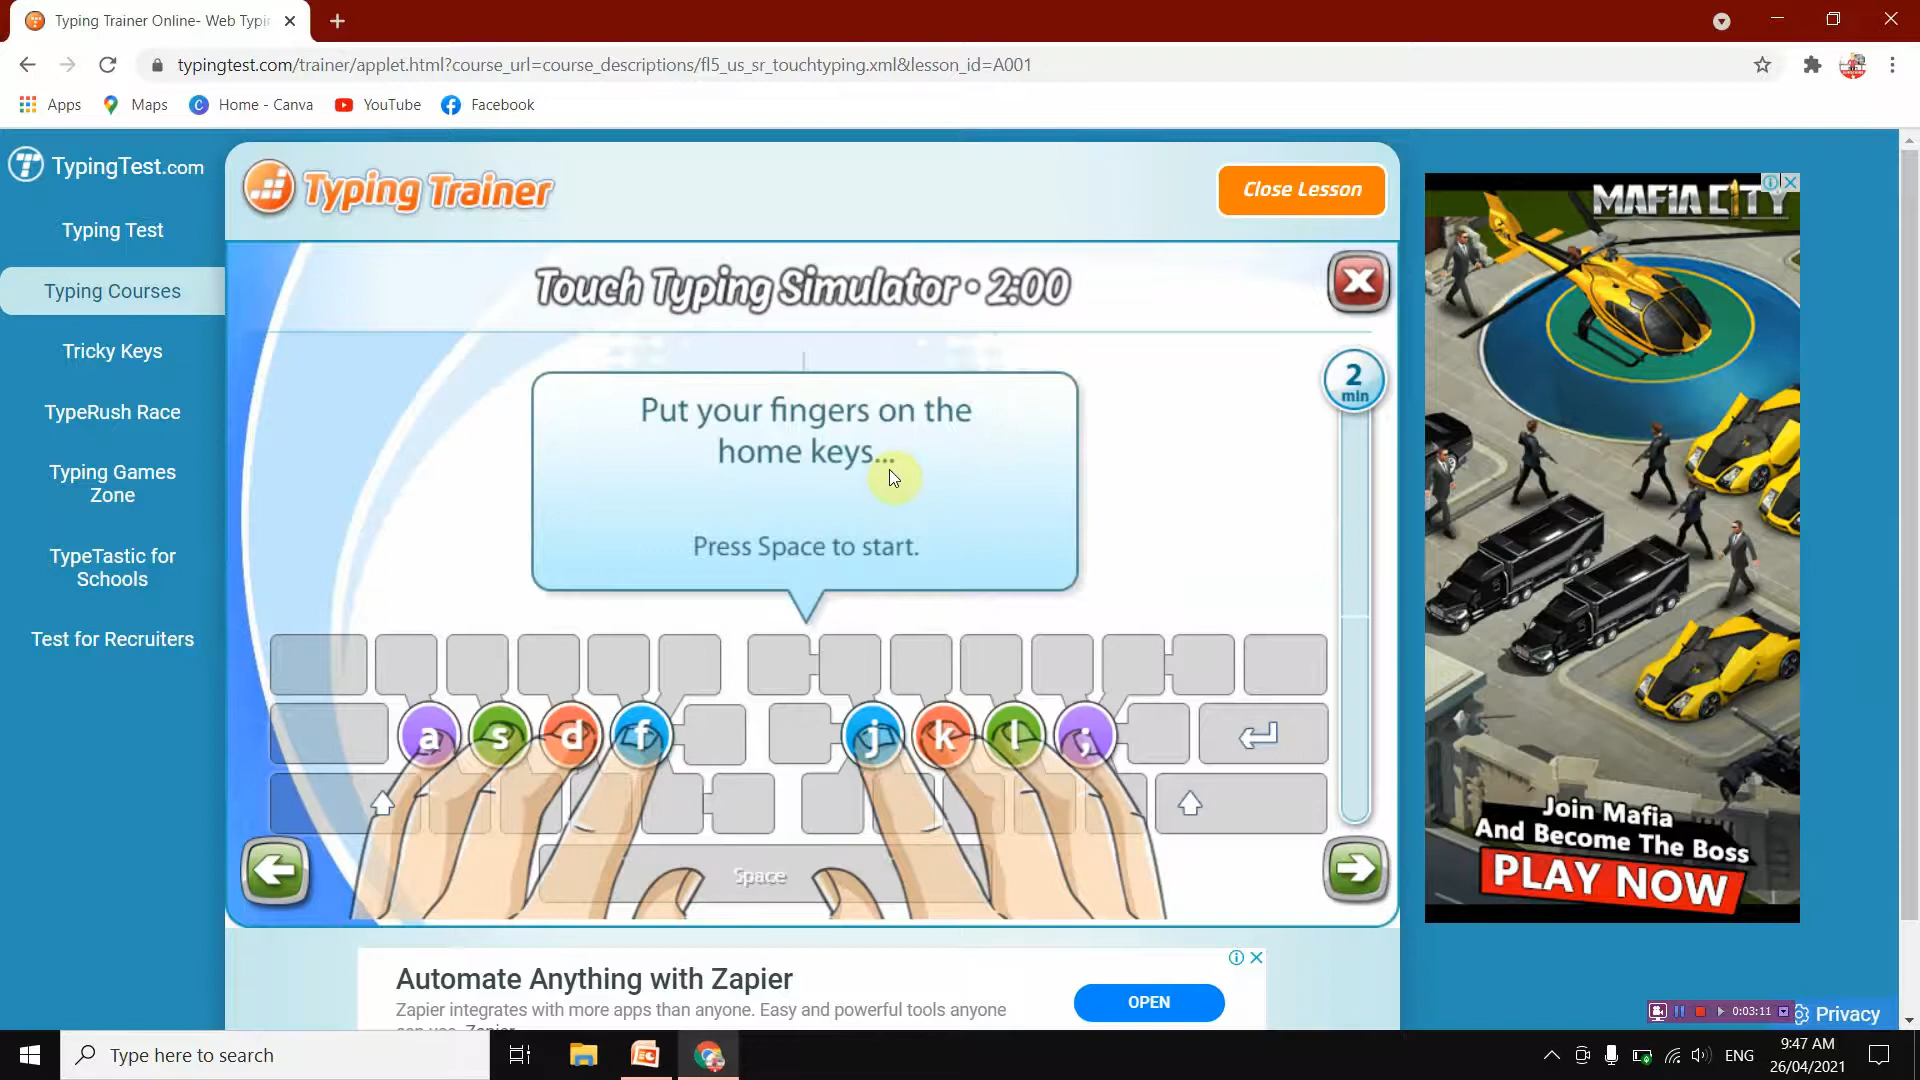 Typing Trainer Online- Web Typi
typingtest.com/trainer/applet.html?course_url=course_descriptions/fl5_us_sr_touchtyping.xml&lesson_id=A001
Apps
Maps
Home - Canva
YouTube
Facebook
TypingTest.com
Typing Test
Typing Courses
Tricky Keys
TypeRush Race
Typing Games
Zone
TypeTastic for
Schools
Test for Recruiters
Typing Trainer
Close Lesson
Touch Typing Simulator • 2:00
Put your fingers on the
home keys...
Press Space to start.
2
min
a s d f j k l ;
Space
MAFIA CITY
Join Mafia
And Become The Boss
PLAY NOW
Automate Anything with Zapier
Zapier integrates with more apps than anyone. Easy and powerful tools anyone
can use. Zapier
OPEN
0:03:11
Privacy
Type here to search
ENG
9:47 AM
26/04/2021